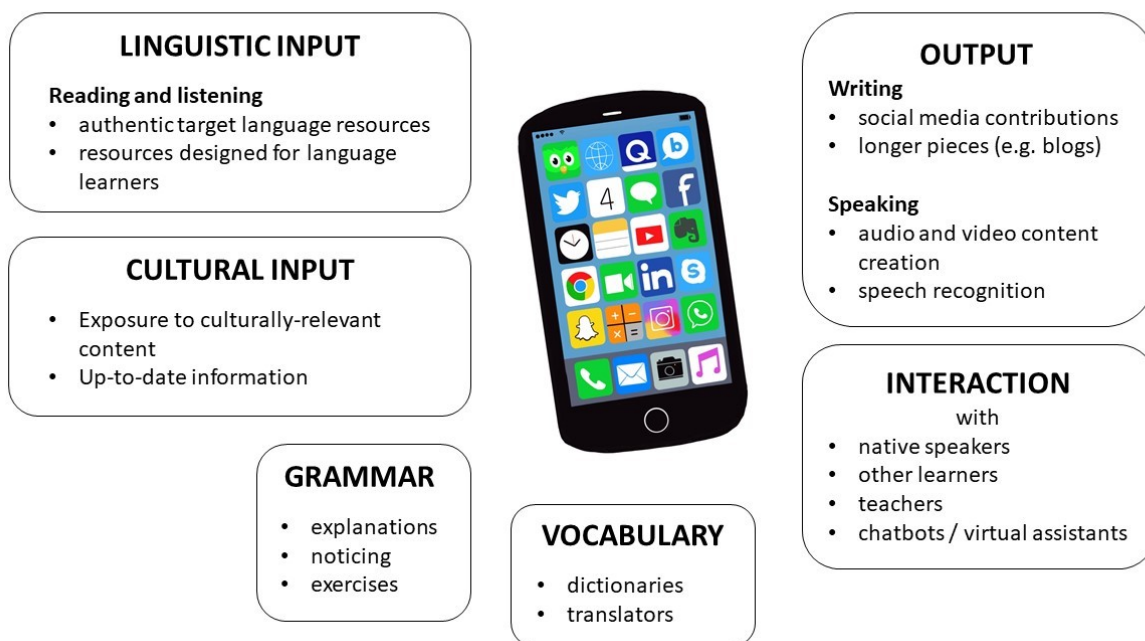 LINGUISTIC INPUT
Reading and listening
• authentic target language resources
• resources designed for language
learners
CULTURAL INPUT
• Exposure to culturally-relevant
content
• Up-to-date information
GRAMMAR
• explanations
• noticing
• exercises
VOCABULARY
• dictionaries
• translators
4
Q
b
f
in
S
OUTPUT
Writing
• social media contributions
• longer pieces (e.g. blogs)
Speaking
• audio and video content
creation
• speech recognition
INTERACTION
with
• native speakers
• other learners
• teachers
• chatbots / virtual assistants